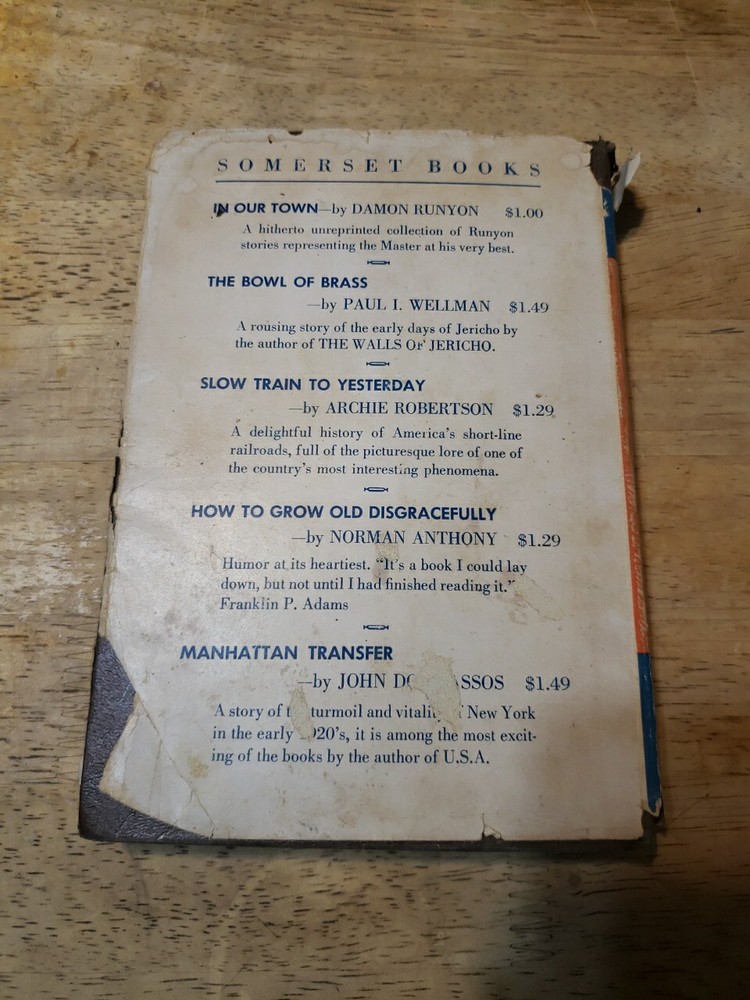 SOMERSET BOOKS
IN OUR TOWN—by DAMON RUNYON $1.00
A hitherto unreprinted collection of Runyon
stories representing the Master at his very best.
THE BOWL OF BRASS
—by PAUL I. WELLMAN $1.49
A rousing story of the early days of Jericho by
the author of THE WALLS OF JERICHO.
SLOW TRAIN TO YESTERDAY
—by ARCHIE ROBERTSON $1.29
A delightful history of America's short-line
railroads, full of the picturesque lore of one of
the country's most interesting phenomena.
HOW TO GROW OLD DISGRACEFULLY
—by NORMAN ANTHONY $1.29
Humor at its heartiest. "It's a book I could lay
down, but not until I had finished reading it."
Franklin P. Adams
MANHATTAN TRANSFER
—by JOHN $1.49
A story of turmoil and New York
in the early it is among the most excit-
ing of the books by the author of U.S.A.